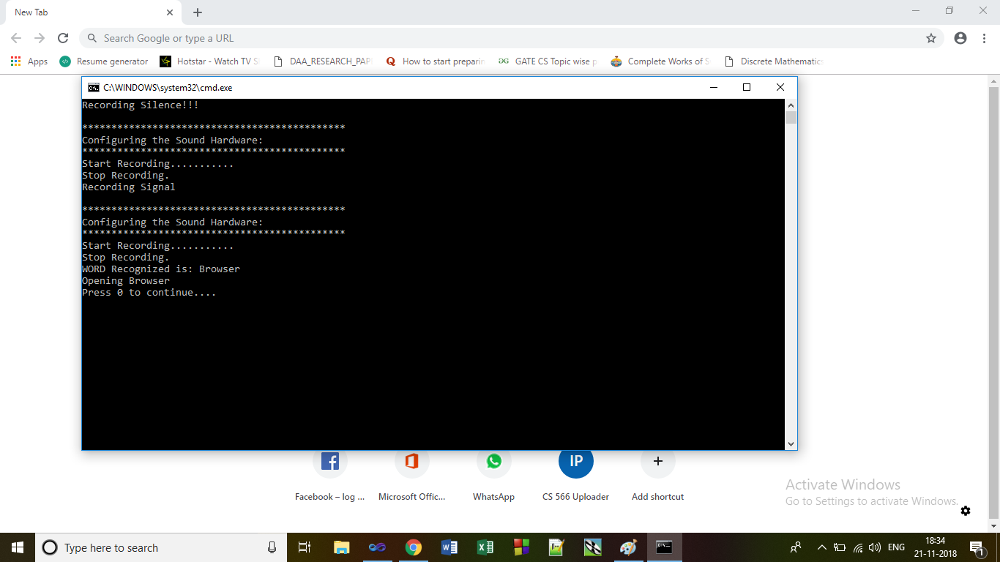 New Tab
Search Google or type a URL
Apps
Resume generator
Hotstar - Watch TV S
DAA_RESEARCH_PAP
How to start preparin
GATE CS Topic wise p
Complete Works of S
Discrete Mathematics
C:\WINDOWS\system32\cmd.exe
Recording Silence!!!
*********************************************
Configuring the Sound Hardware:
*********************************************
Start Recording...........
Stop Recording.
Recording Signal
*********************************************
Configuring the Sound Hardware:
*********************************************
Start Recording...........
Stop Recording.
WORD Recognized is: Browser
Opening Browser
Press 0 to continue....
IP
Facebook – log ...
Microsoft Offic...
WhatsApp
CS 566 Uploader
Add shortcut
Activate Windows
Go to Settings to activate Windows.
Type here to search
ENG
18:34
21-11-2018
1